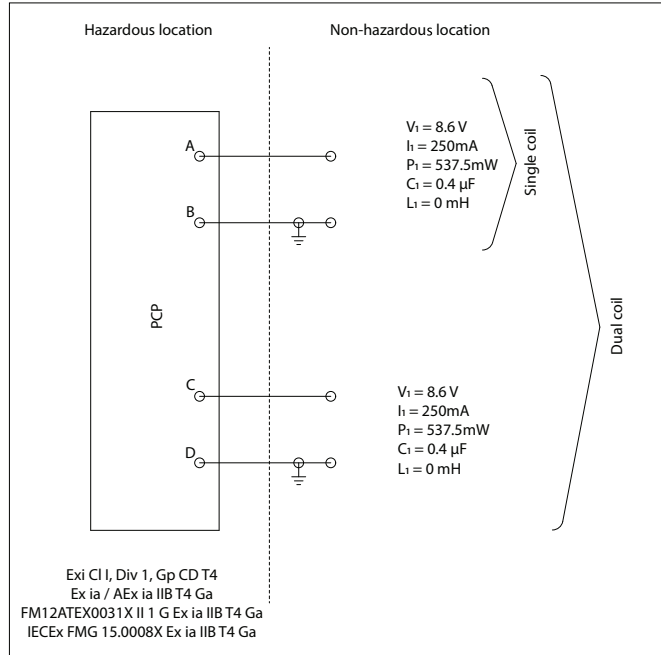 Hazardous location
Non-hazardous location
A
B
PCP
C
D
V₁ = 8.6 V
I₁ = 250mA
P₁ = 537.5mW
C₁ = 0.4 µF
L₁ = 0 mH
Single coil
V₁ = 8.6 V
I₁ = 250mA
P₁ = 537.5mW
C₁ = 0.4 µF
L₁ = 0 mH
Dual coil
Exi Cl I, Div 1, Gp CD T4
Ex ia / AEx ia IIB T4 Ga
FM12ATEX0031X II 1 G Ex ia IIB T4 Ga
IECEx FMG 15.0008X Ex ia IIB T4 Ga